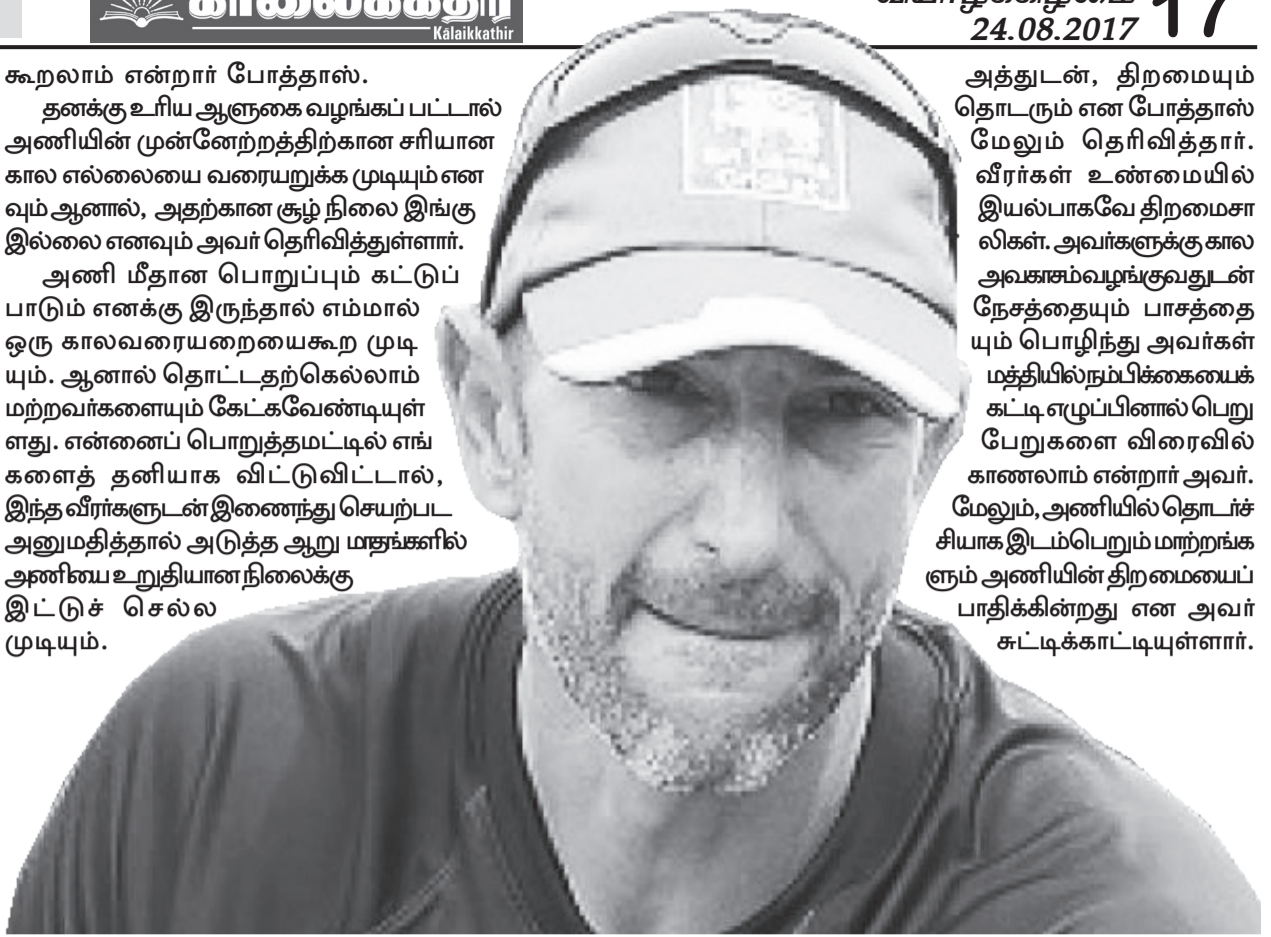 காலைக்கதிர்
Kālaikkathir
வியாழக்கிழமை
24.08.2017
17
கூறலாம் என்றார் போத்தாஸ்.
தனக்கு உரிய ஆளுகை வழங்கப் பட்டால்
அணியின் முன்னேற்றத்திற்கான சரியான
கால எல்லையை வரையறுக்க முடியும் என
வும் ஆனால், அதற்கான சூழ் நிலை இங்கு
இல்லை எனவும் அவர் தெரிவித்துள்ளார்.
அணி மீதான பொறுப்பும் கட்டுப்
பாடும் எனக்கு இருந்தால் எம்மால்
ஒரு காலவரையறையைகூற முடி
யும். ஆனால் தொட்டதற்கெல்லாம்
மற்றவர்களையும் கேட்கவேண்டியுள்
ளது. என்னைப் பொறுத்தமட்டில் எங்
களைத் தனியாக விட்டுவிட்டால்,
இந்த வீரர்களுடன் இணைந்து செயற்பட
அனுமதித்தால் அடுத்த ஆறு மாதங்களில்
அணியை உறுதியான நிலைக்கு
இட்டுச் செல்ல
முடியும்.
அத்துடன், திறமையும்
தொடரும் என போத்தாஸ்
மேலும் தெரிவித்தார்.
வீரர்கள் உண்மையில்
இயல்பாகவே திறமைசா
லிகள். அவர்களுக்கு கால
அவகாசம் வழங்குவதுடன்
நேசத்தையும் பாசத்தை
யும் பொழிந்து அவர்கள்
மத்தியில் நம்பிக்கையைக்
கட்டி எழுப்பினால் பெறு
பேறுகளை விரைவில்
காணலாம் என்றார் அவர்.
மேலும், அணியில் தொடர்ச்
சியாக இடம்பெறும் மாற்றங்க
ளும் அணியின் திறமையைப்
பாதிக்கின்றது என அவர்
சுட்டிக்காட்டியுள்ளார்.